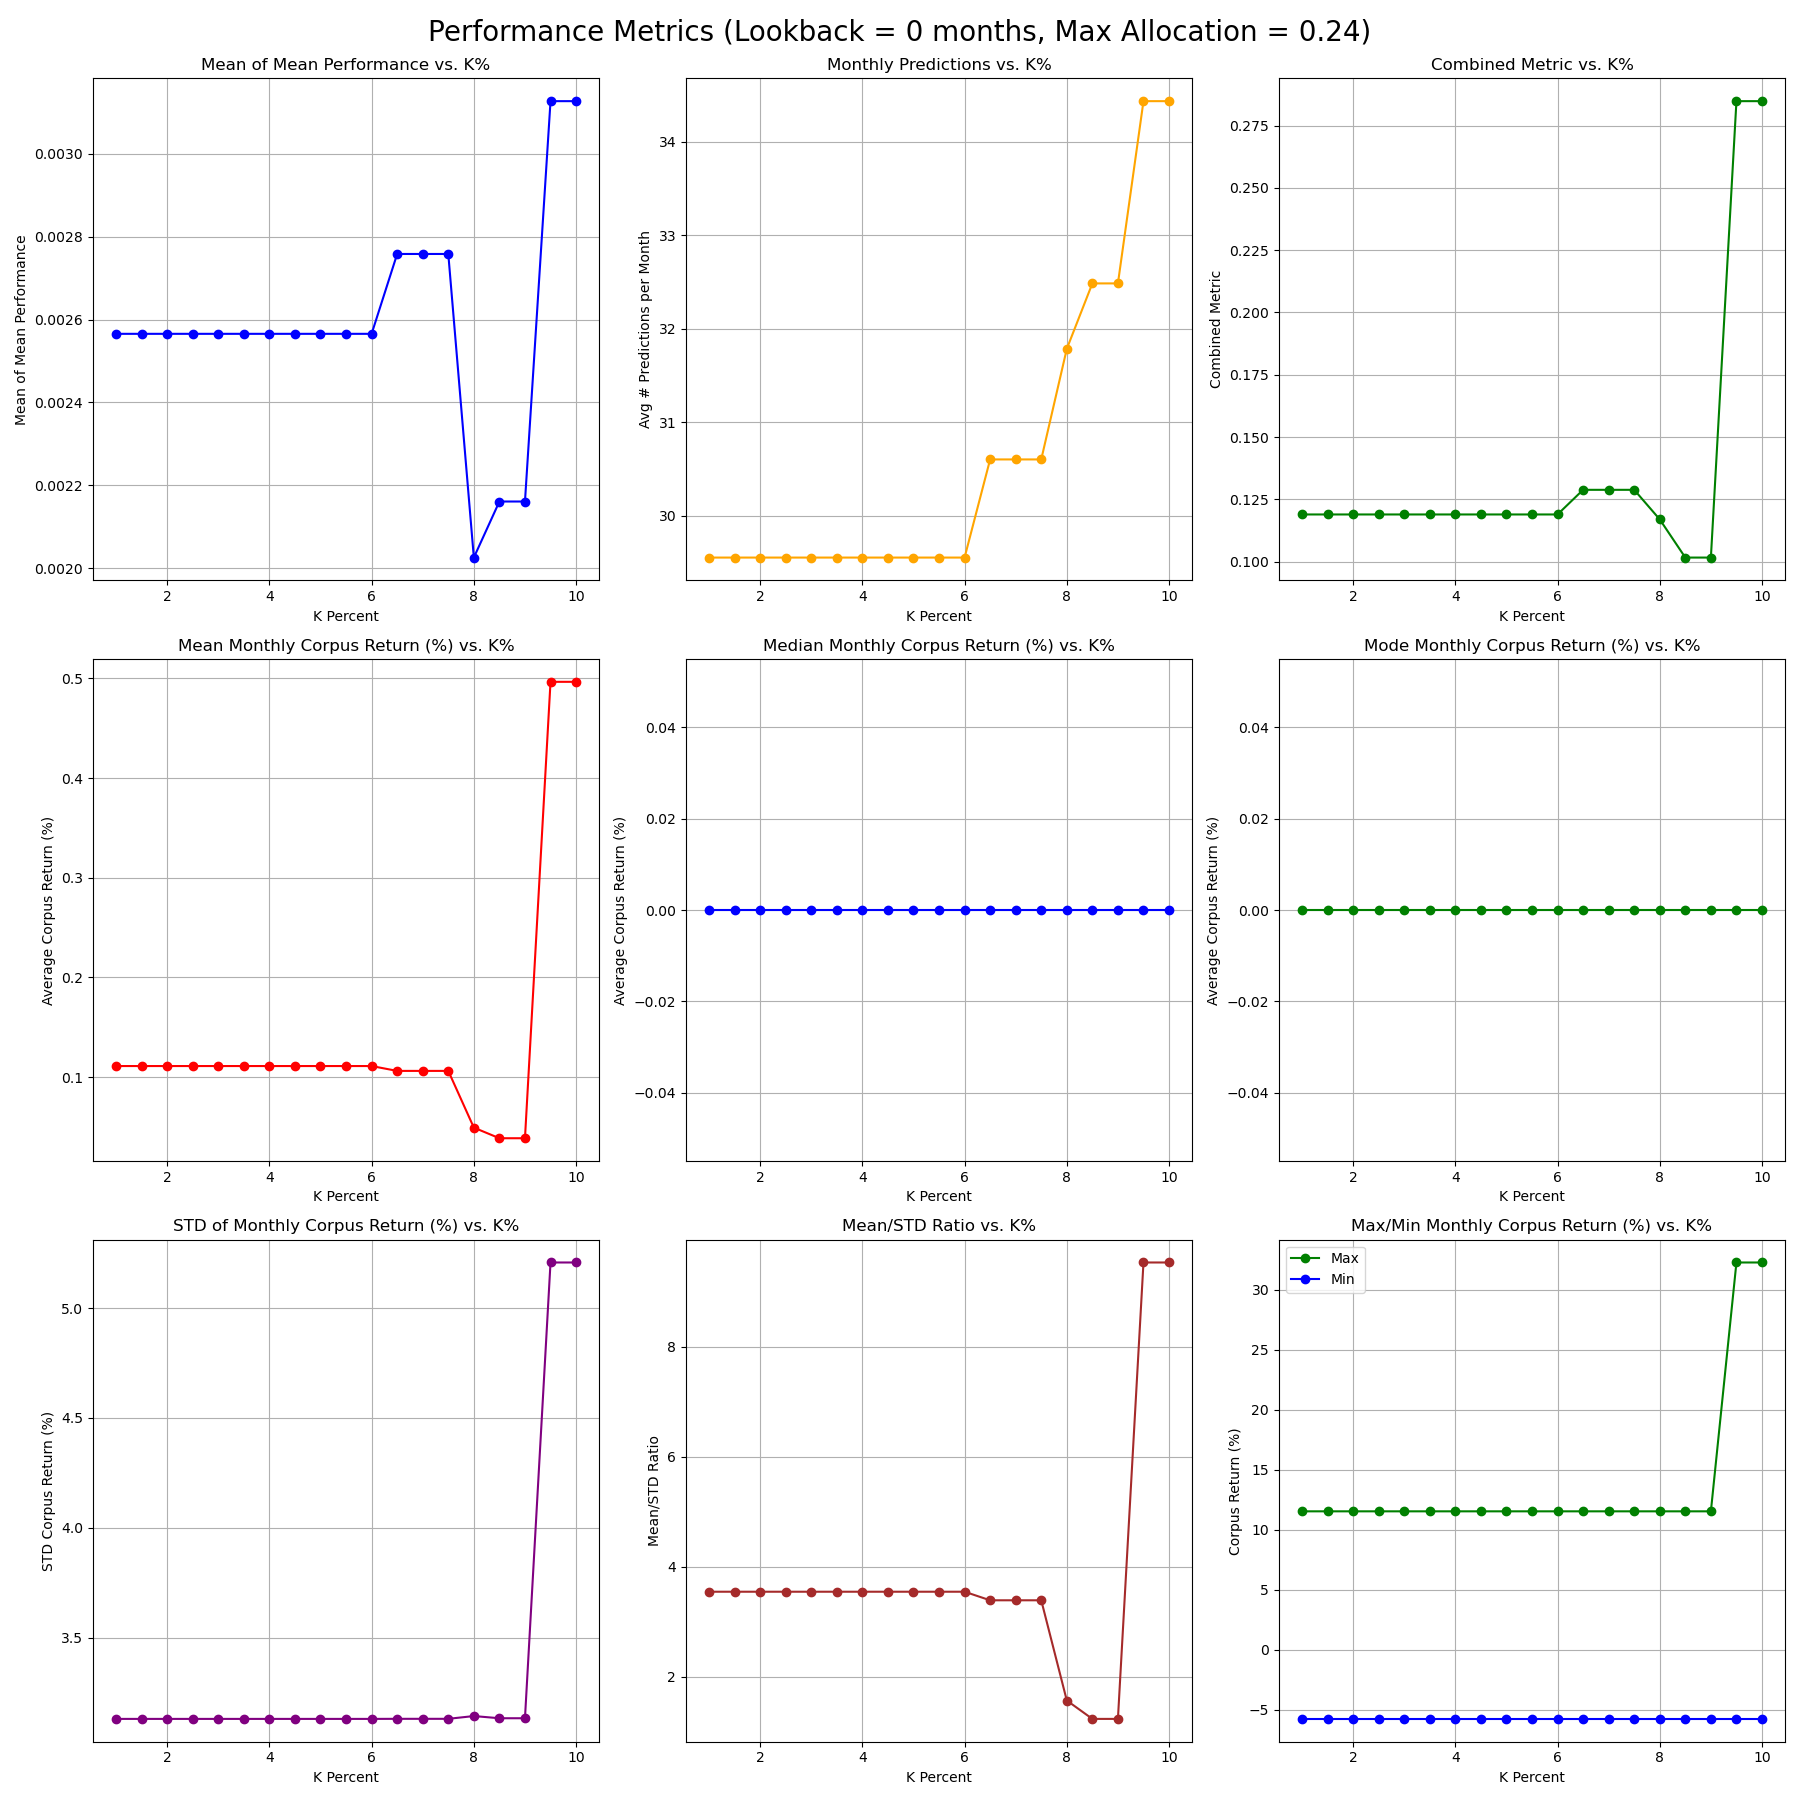 Performance Metrics (Lookback = 0 months, Max Allocation = 0.24)
Mean of Mean Performance vs. K%
Mean of Mean Performance
0.0030
0.0028
0.0026
0.0024
0.0022
0.0020
2 4 6 8 10
K Percent
Monthly Predictions vs. K%
Avg # Predictions per Month
34
33
32
31
30
2 4 6 8 10
K Percent
Combined Metric vs. K%
Combined Metric
0.275
0.250
0.225
0.200
0.175
0.150
0.125
0.100
2 4 6 8 10
K Percent
Mean Monthly Corpus Return (%) vs. K%
Average Corpus Return (%)
0.5
0.4
0.3
0.2
0.1
2 4 6 8 10
K Percent
Median Monthly Corpus Return (%) vs. K%
Average Corpus Return (%)
0.04
0.02
0.00
−0.02
−0.04
2 4 6 8 10
K Percent
Mode Monthly Corpus Return (%) vs. K%
Average Corpus Return (%)
0.04
0.02
0.00
−0.02
−0.04
2 4 6 8 10
K Percent
STD of Monthly Corpus Return (%) vs. K%
STD Corpus Return (%)
5.0
4.5
4.0
3.5
2 4 6 8 10
K Percent
Mean/STD Ratio vs. K%
Mean/STD Ratio
8
6
4
2
2 4 6 8 10
K Percent
Max/Min Monthly Corpus Return (%) vs. K%
Max
Min
Corpus Return (%)
30
25
20
15
10
5
0
−5
2 4 6 8 10
K Percent